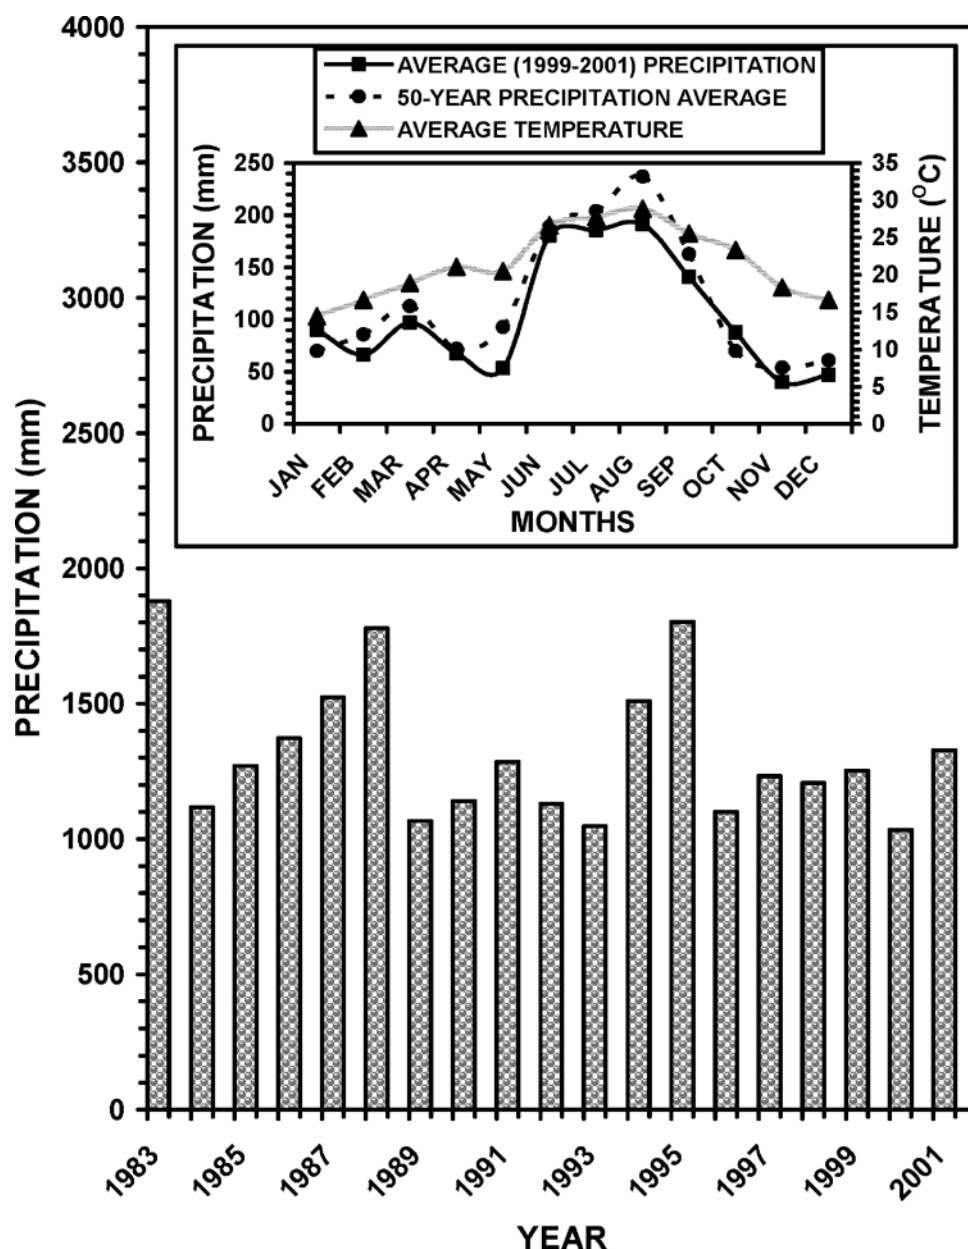 4000
3500
3000
2500
2000
1500
1000
500
0
PRECIPITATION (mm)
AVERAGE (1999-2001) PRECIPITATION
50-YEAR PRECIPITATION AVERAGE
AVERAGE TEMPERATURE
PRECIPITATION (mm)
250
200
150
100
50
0
35
30
25
20
15
10
5
0
TEMPERATURE (°C)
JAN
FEB
MAR
APR
MAY
JUN
JUL
AUG
SEP
OCT
NOV
DEC
MONTHS
1983
1985
1987
1989
1991
1993
1995
1997
1999
2001
YEAR